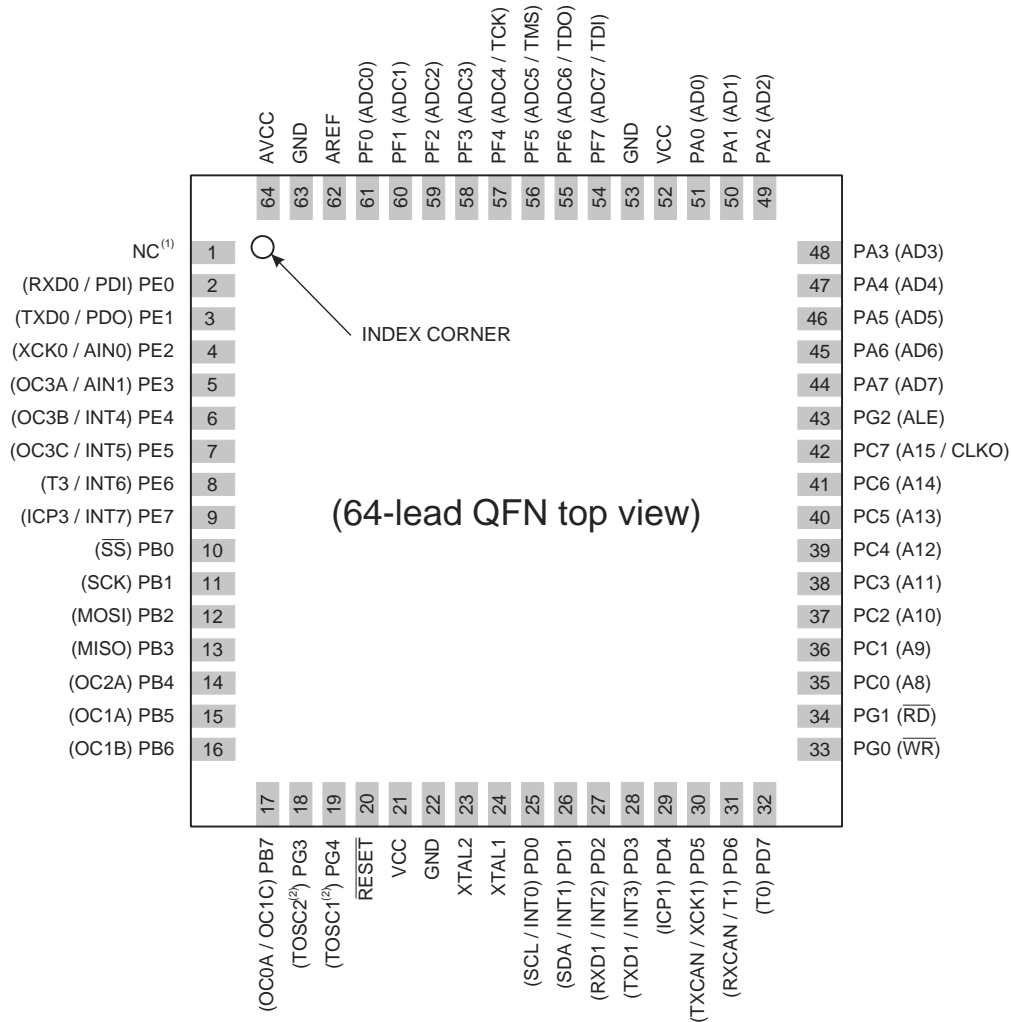 AVCC
GND
AREF
PF0 (ADC0)
PF1 (ADC1)
PF2 (ADC2)
PF3 (ADC3)
PF4 (ADC4 / TCK)
PF5 (ADC5 / TMS)
PF6 (ADC6 / TDO)
PF7 (ADC7 / TDI)
GND
VCC
PA0 (AD0)
PA1 (AD1)
PA2 (AD2)
64
63
62
61
60
59
58
57
56
55
54
53
52
51
50
49
NC(1) 1
(RXD0 / PDI) PE0 2
(TXD0 / PDO) PE1 3
(XCK0 / AIN0) PE2 4
(OC3A / AIN1) PE3 5
(OC3B / INT4) PE4 6
(OC3C / INT5) PE5 7
(T3 / INT6) PE6 8
(ICP3 / INT7) PE7 9
(S̅S̅) PB0 10
(SCK) PB1 11
(MOSI) PB2 12
(MISO) PB3 13
(OC2A) PB4 14
(OC1A) PB5 15
(OC1B) PB6 16
INDEX CORNER
(64-lead QFN top view)
48 PA3 (AD3)
47 PA4 (AD4)
46 PA5 (AD5)
45 PA6 (AD6)
44 PA7 (AD7)
43 PG2 (ALE)
42 PC7 (A15 / CLKO)
41 PC6 (A14)
40 PC5 (A13)
39 PC4 (A12)
38 PC3 (A11)
37 PC2 (A10)
36 PC1 (A9)
35 PC0 (A8)
34 PG1 (R̅D̅)
33 PG0 (W̅R̅)
17
18
19
20
21
22
23
24
25
26
27
28
29
30
31
32
(OC0A / OC1C) PB7
(TOSC2(2)) PG3
(TOSC1(2)) PG4
R̅E̅S̅E̅T̅
VCC
GND
XTAL2
XTAL1
(SCL / INT0) PD0
(SDA / INT1) PD1
(RXD1 / INT2) PD2
(TXD1 / INT3) PD3
(ICP1) PD4
(TXCAN / XCK1) PD5
(RXCAN / T1) PD6
(T0) PD7